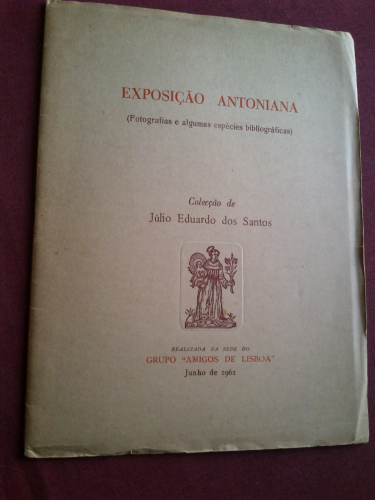 EXPOSIÇÃO ANTONIANA
(Fotografias e algumas espécies bibliográficas)
Colecção de
Júlio Eduardo dos Santos
REALIZADA NA SEDE DO
GRUPO "AMIGOS DE LISBOA"
Junho de 1961